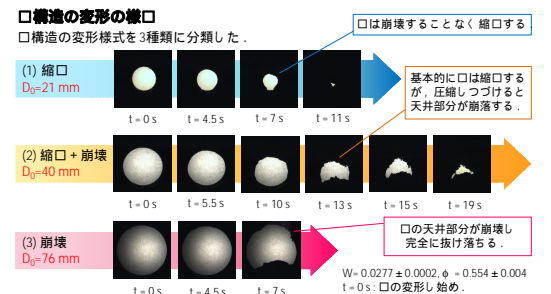 □構造の変形の様□
□構造の変形様式を3種類に分類した.
□は崩壊することなく縮□する
(1) 縮□
D₀=21 mm
t = 0 s
t = 4.5 s
t = 7 s
t = 11 s
基本的に□は縮□する
が, 圧縮しつづけると
天井部分が崩落する.
(2) 縮□ + 崩壊
D₀=40 mm
t = 0 s
t = 5.5 s
t = 10 s
t = 13 s
t = 15 s
t = 19 s
(3) 崩壊
D₀=76 mm
t = 0 s
t = 4.5 s
t = 7 s
□の天井部分が崩壊し
完全に抜け落ちる.
W= 0.0277 ± 0.0002, ϕ = 0.554 ± 0.004
t = 0 s : □の変形し始め.